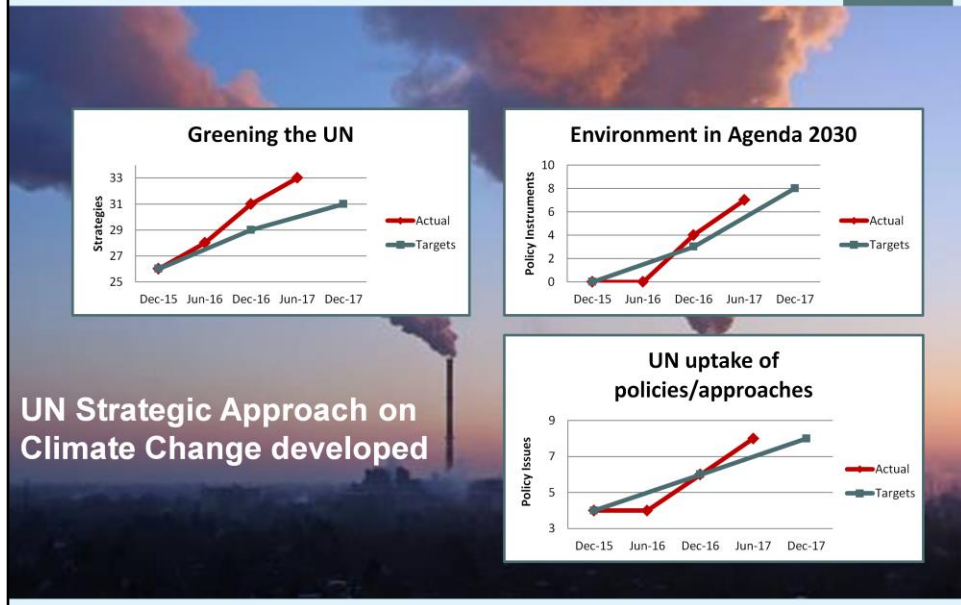 Greening the UN
Strategies
33
31
29
27
25
Dec-15 Jun-16 Dec-16 Jun-17 Dec-17
Actual
Targets
Environment in Agenda 2030
Policy Instruments
10
8
6
4
2
0
Dec-15 Jun-16 Dec-16 Jun-17 Dec-17
Actual
Targets
UN Strategic Approach on
Climate Change developed
UN uptake of
policies/approaches
Policy Issues
9
7
5
3
Dec-15 Jun-16 Dec-16 Jun-17 Dec-17
Actual
Targets